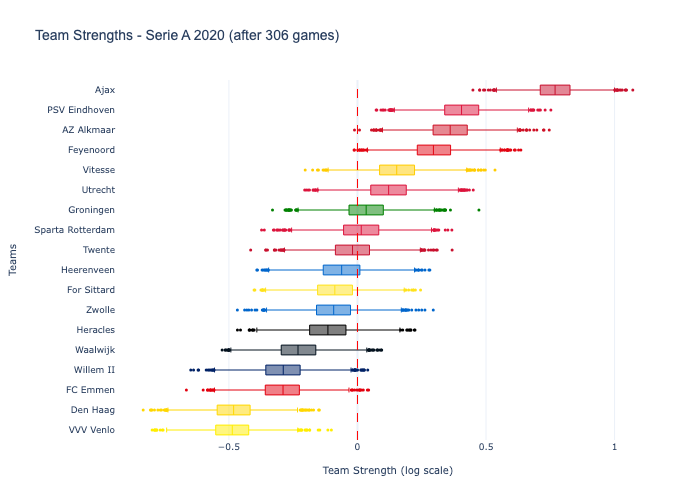 Team Strengths - Serie A 2020 (after 306 games)
Ajax
PSV Eindhoven
AZ Alkmaar
Feyenoord
Vitesse
Utrecht
Groningen
Sparta Rotterdam
Twente
Heerenveen
For Sittard
Zwolle
Heracles
Waalwijk
Willem II
FC Emmen
Den Haag
VVV Venlo
Teams
−0.5 0 0.5 1
Team Strength (log scale)